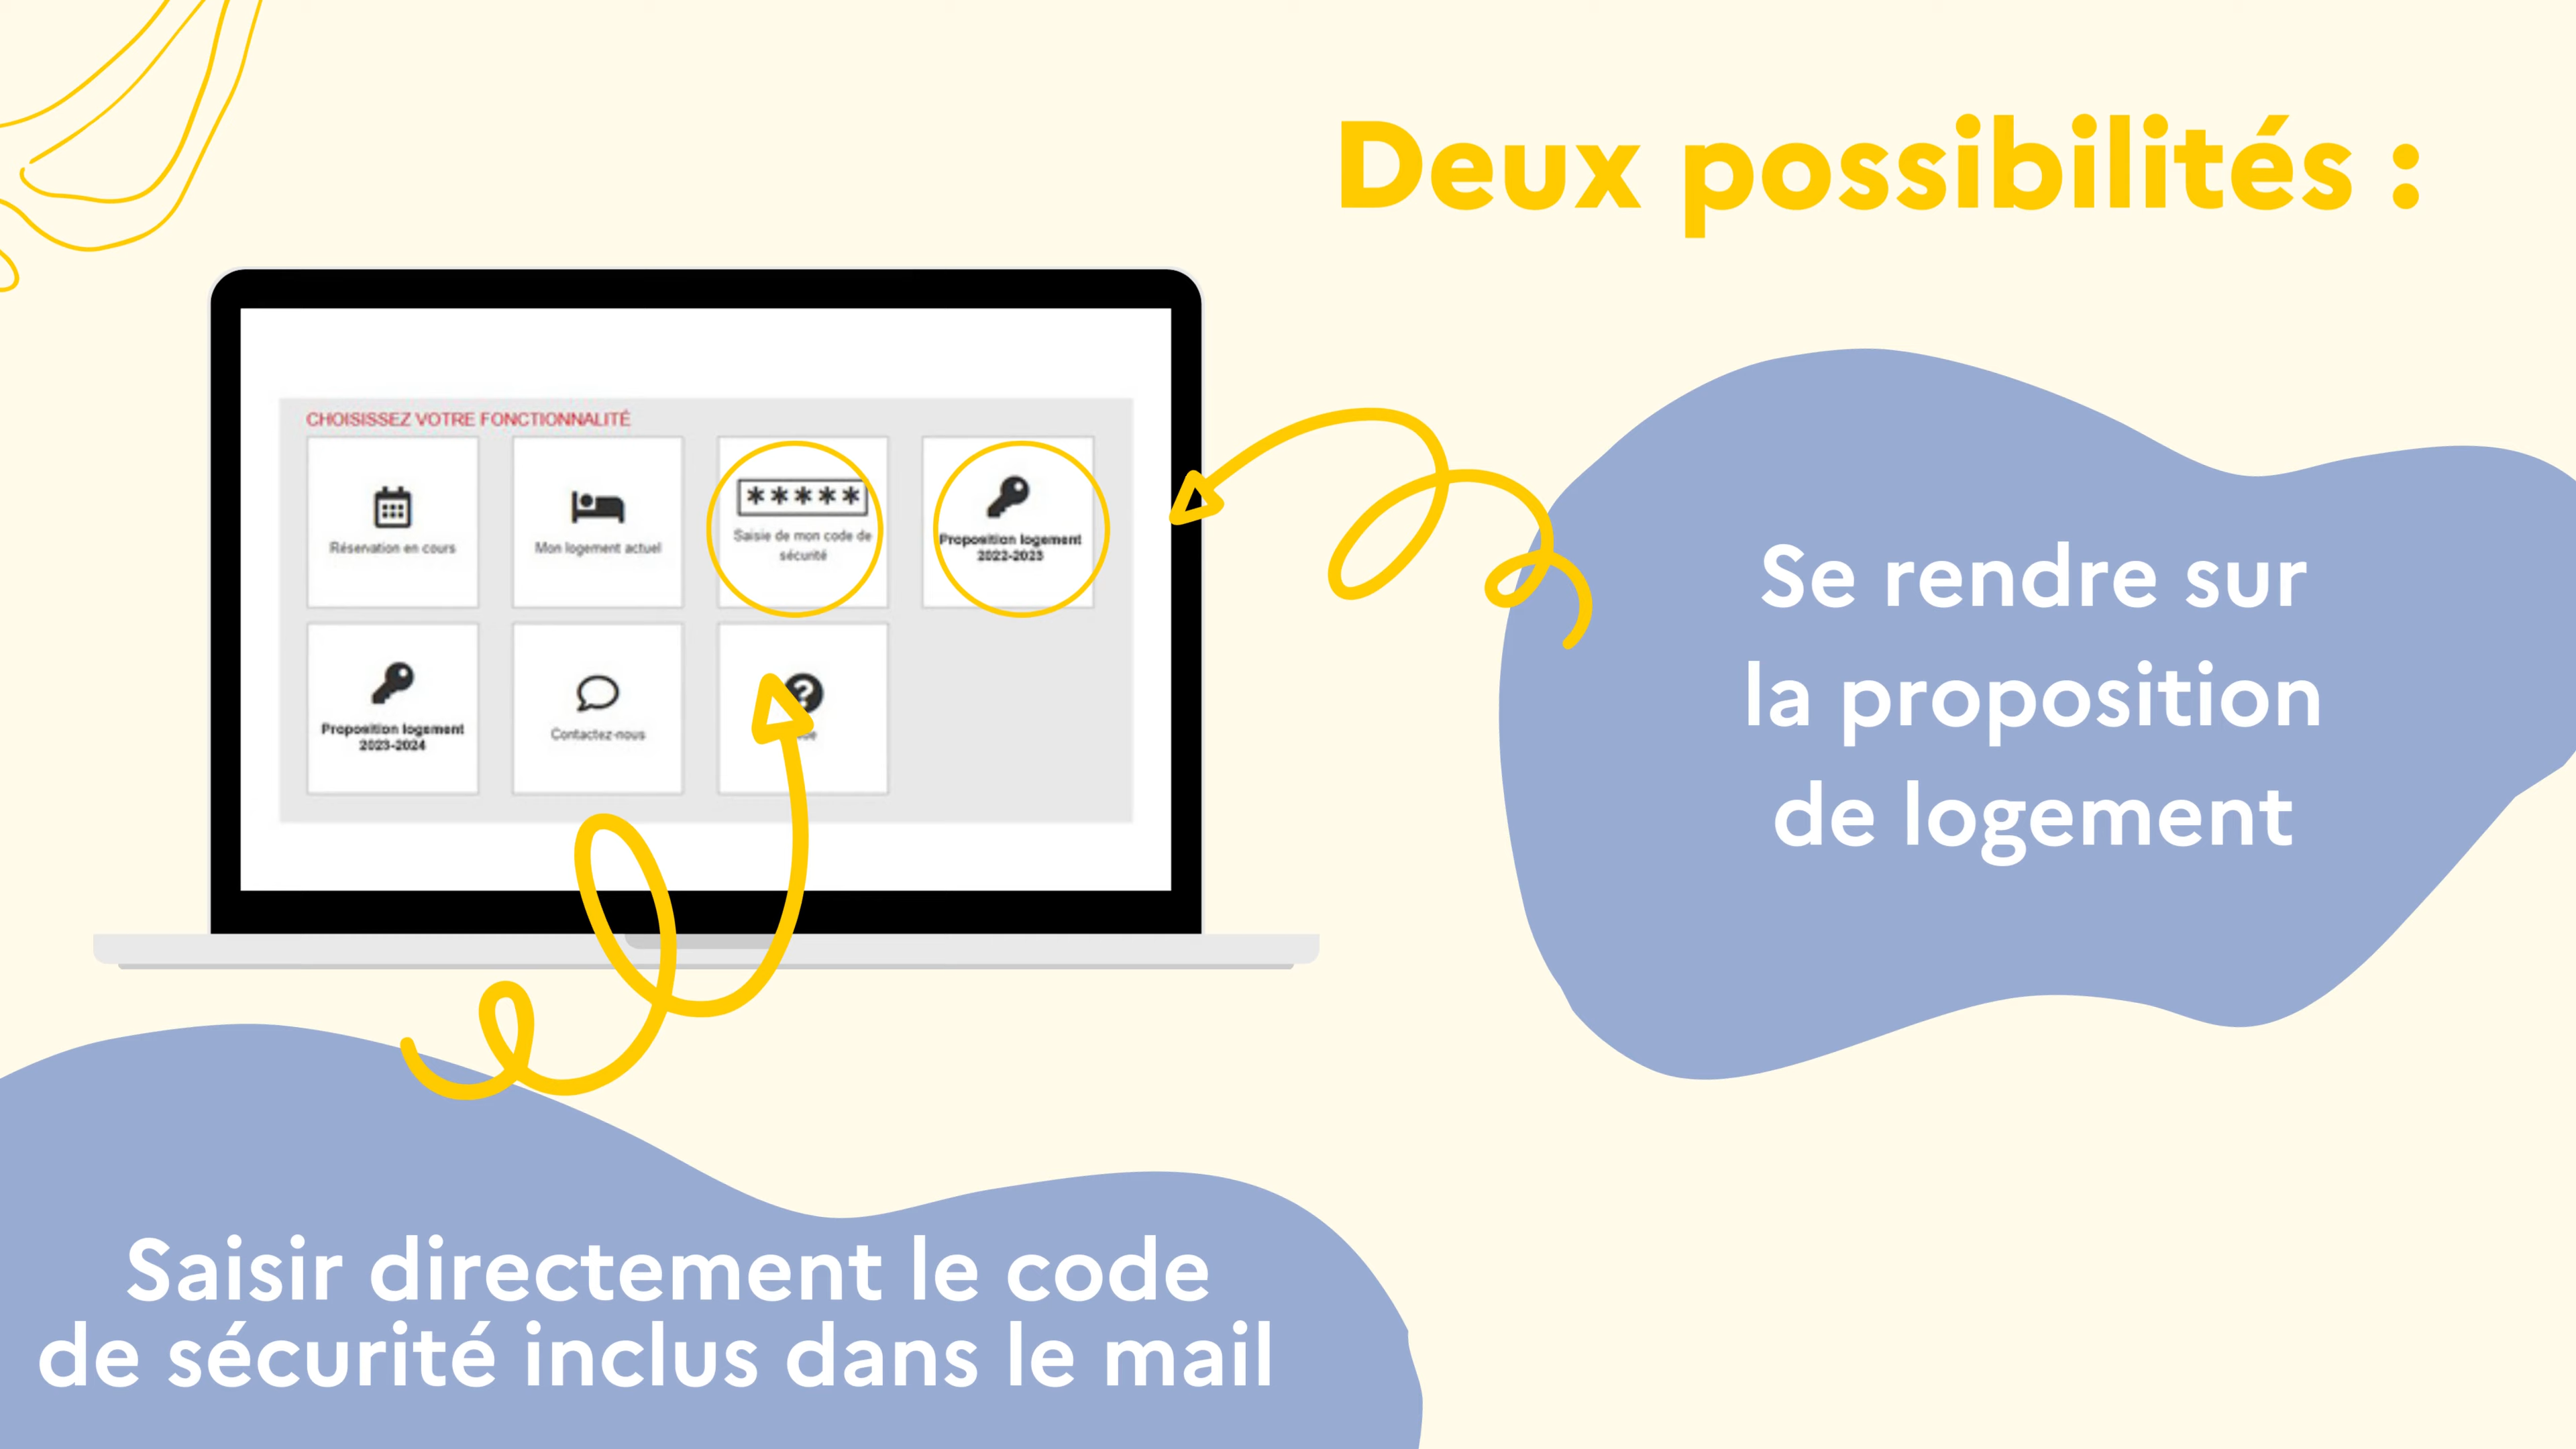 Deux possibilités :
CHOISISSEZ VOTRE FONCTIONNALITÉ
Réservation en cours
Mon logement actuel
*****
Saisie de mon code de
sécurité
Proposition logement
2022-2023
Proposition logement
2023-2024
Contactez-nous
?
Se rendre sur
la proposition
de logement
Saisir directement le code
de sécurité inclus dans le mail